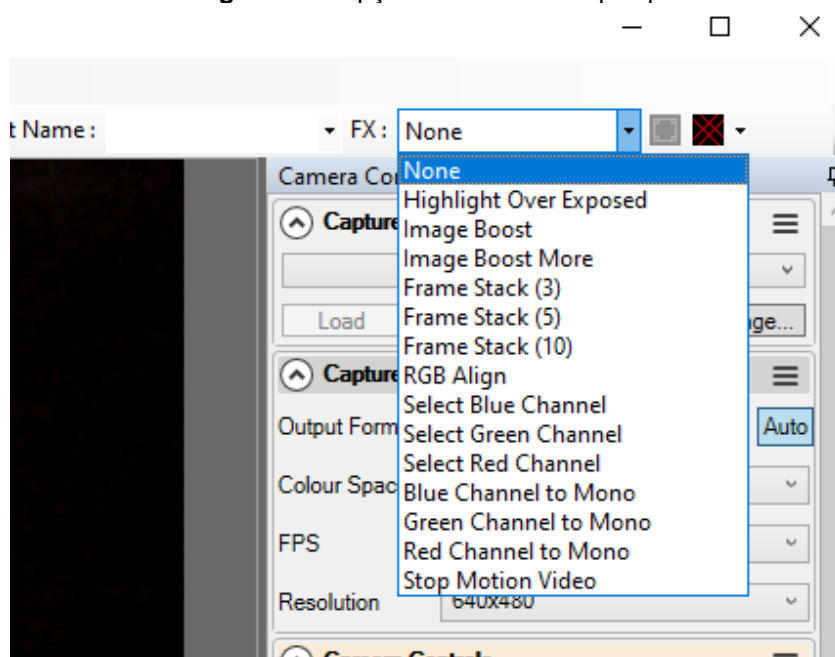 t Name : FX : None
Camera Co
None
Highlight Over Exposed
Capture
Image Boost
Image Boost More
Frame Stack (3)
Load
Frame Stack (5)
ge...
Frame Stack (10)
Capture
RGB Align
Select Blue Channel
Output Form
Select Green Channel
Auto
Select Red Channel
Colour Spac
Blue Channel to Mono
Green Channel to Mono
FPS
Red Channel to Mono
Stop Motion Video
Resolution 640x480
Camera Controls